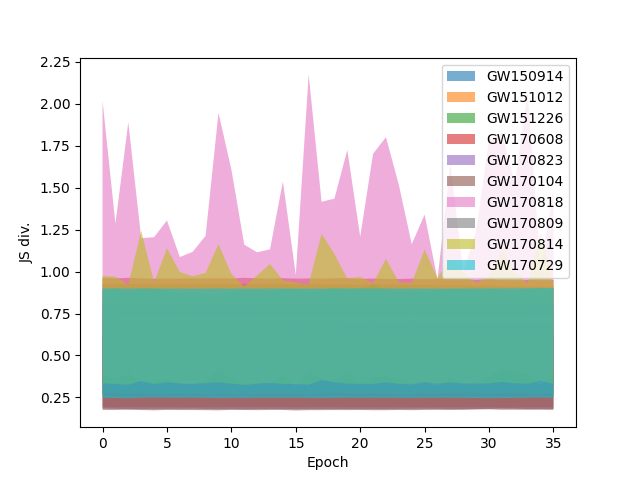 2.25
2.00
1.75
1.50
1.25
1.00
0.75
0.50
0.25
JS div.
0
5
10
15
20
25
30
35
Epoch
GW150914
GW151012
GW151226
GW170608
GW170823
GW170104
GW170818
GW170809
GW170814
GW170729